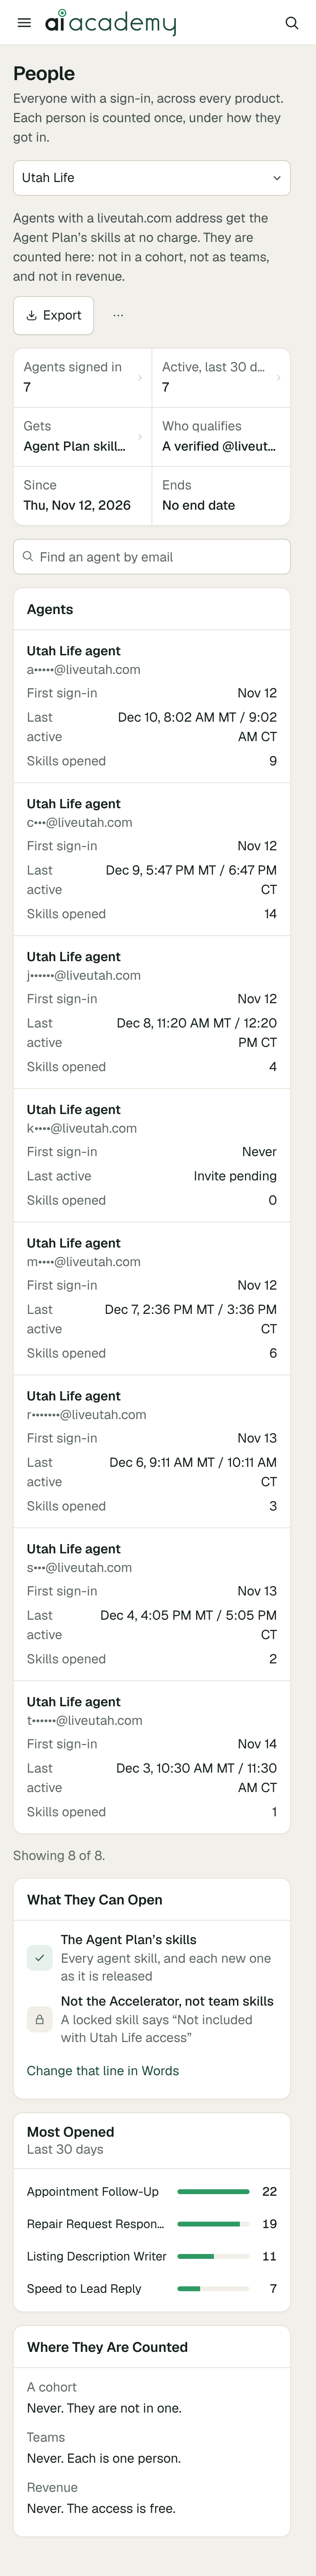 ai academy
People
Everyone with a sign-in, across every product.
Each person is counted once, under how they
got in.
Utah Life
Agents with a liveutah.com address get the
Agent Plan's skills at no charge. They are
counted here: not in a cohort, not as teams,
and not in revenue.
Export
···
Agents signed in
7
Active, last 30 d...
7
Gets
Agent Plan skill...
Who qualifies
A verified @liveut...
Since
Thu, Nov 12, 2026
Ends
No end date
Find an agent by email
Agents
Utah Life agent
a•••••@liveutah.com
First sign-in Nov 12
Last active Dec 10, 8:02 AM MT / 9:02 AM CT
Skills opened 9
Utah Life agent
c•••@liveutah.com
First sign-in Nov 12
Last active Dec 9, 5:47 PM MT / 6:47 PM CT
Skills opened 14
Utah Life agent
j••••••@liveutah.com
First sign-in Nov 12
Last active Dec 8, 11:20 AM MT / 12:20 PM CT
Skills opened 4
Utah Life agent
k••••@liveutah.com
First sign-in Never
Last active Invite pending
Skills opened 0
Utah Life agent
m••••@liveutah.com
First sign-in Nov 12
Last active Dec 7, 2:36 PM MT / 3:36 PM CT
Skills opened 6
Utah Life agent
r•••••••@liveutah.com
First sign-in Nov 13
Last active Dec 6, 9:11 AM MT / 10:11 AM CT
Skills opened 3
Utah Life agent
s•••@liveutah.com
First sign-in Nov 13
Last active Dec 4, 4:05 PM MT / 5:05 PM CT
Skills opened 2
Utah Life agent
t••••••@liveutah.com
First sign-in Nov 14
Last active Dec 3, 10:30 AM MT / 11:30 AM CT
Skills opened 1
Showing 8 of 8.
What They Can Open
The Agent Plan's skills
Every agent skill, and each new one
as it is released
Not the Accelerator, not team skills
A locked skill says “Not included
with Utah Life access”
Change that line in Words
Most Opened
Last 30 days
Appointment Follow-Up 22
Repair Request Respon... 19
Listing Description Writer 11
Speed to Lead Reply 7
Where They Are Counted
A cohort
Never. They are not in one.
Teams
Never. Each is one person.
Revenue
Never. The access is free.